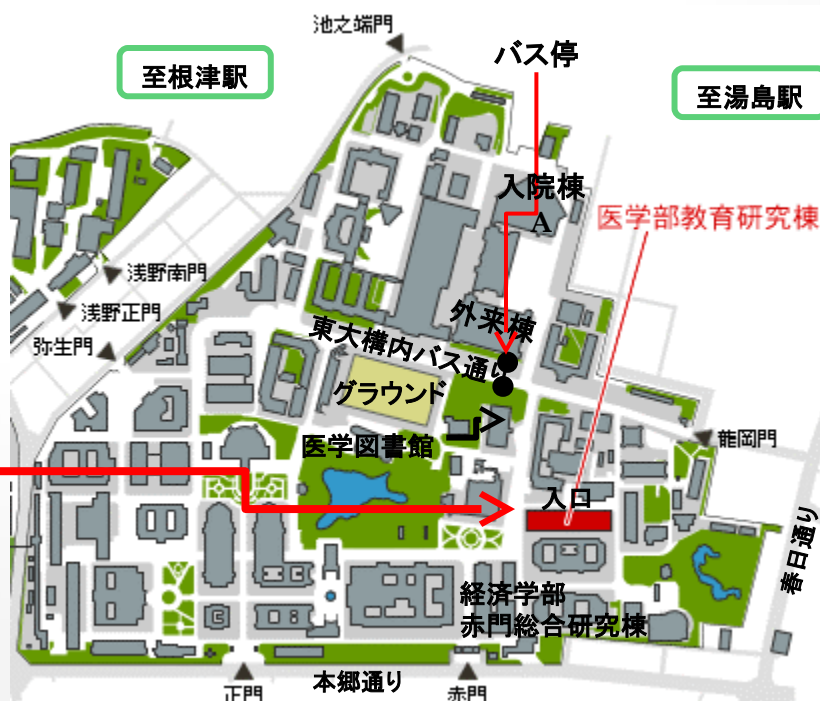 池之端門
バス停
至根津駅
至湯島駅
入院棟
A
医学部教育研究棟
浅野南門
浅野正門
弥生門
外来棟
東大構内バス通り
グラウンド
医学図書館
龍岡門
入口
春日通り
経済学部
赤門総合研究棟
本郷通り
正門
赤門